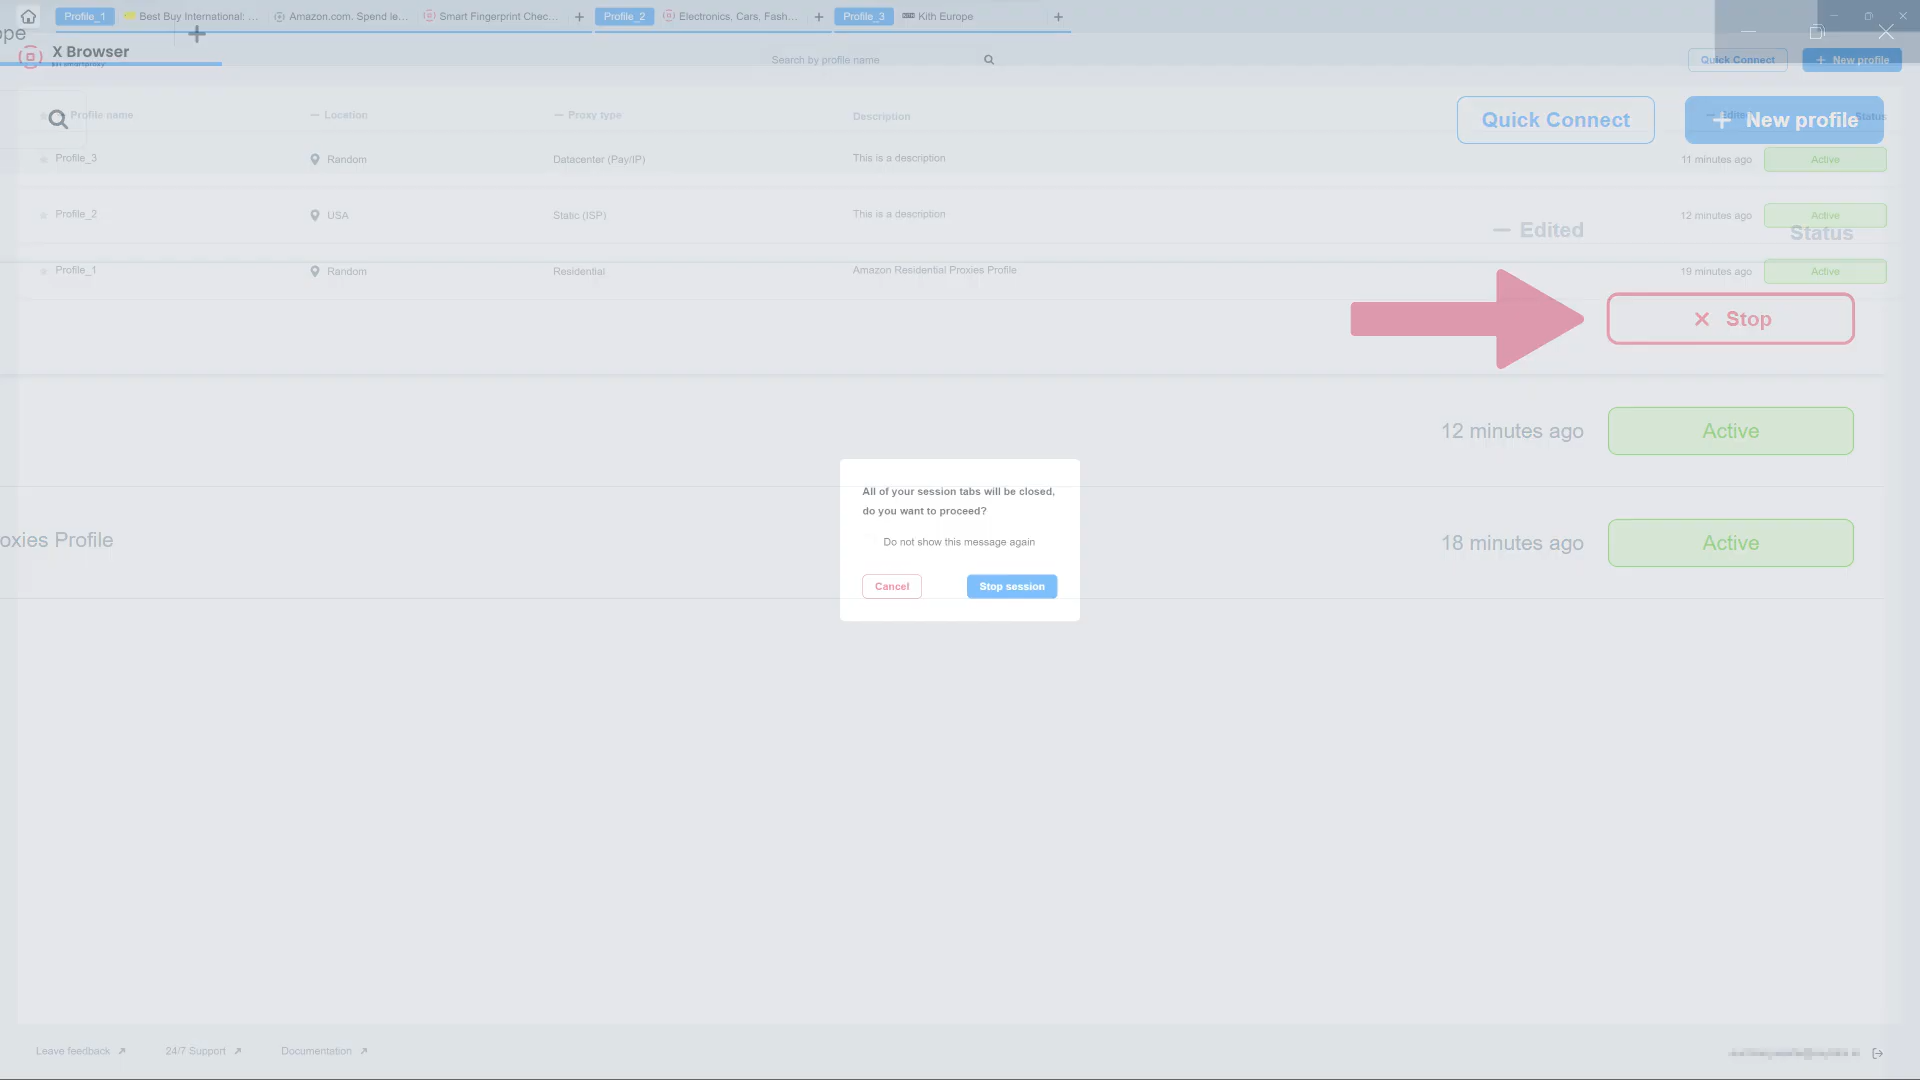 Profile_1 Best Buy International: ... Amazon.com. Spend le... Smart Fingerprint Chec... Profile_2 Electronics, Cars, Fash... Profile_3 Kith Europe
ope
X Browser
Search by profile name
Quick Connect
+ New profile
Profile name Location Proxy type Description Edited Status
Quick Connect
+ New profile
Profile_3 Random Datacenter (Pay/IP) This is a description 11 minutes ago Active
Profile_2 USA Static (ISP) This is a description 12 minutes ago Active
Edited Status
Profile_1 Random Residential Amazon Residential Proxies Profile 19 minutes ago Active
Stop
12 minutes ago Active
All of your session tabs will be closed,
do you want to proceed?
Do not show this message again
Cancel Stop session
oxies Profile 18 minutes ago Active
Leave feedback 24/7 Support Documentation